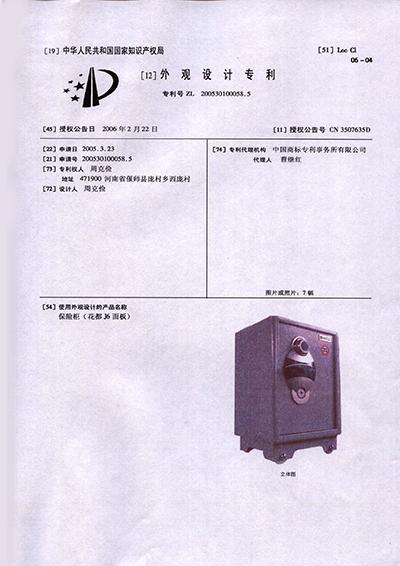 [19] 中华人民共和国国家知识产权局
[51] Loc Cl
06-04
[12] 外观设计专利
专利号 ZL 200530100058.5
[45] 授权公告日 2006 年 2 月 22 日
[11] 授权公告号 CN 3507635D
[22] 申请日 2005.3.23
[21] 申请号 200530100058.5
[73] 专利权人 周克俭
地址 471900 河南省偃师县庞村乡西庞村
[72] 设计人 周克俭
[74] 专利代理机构 中国商标专利事务所有限公司
代理人 曹继红
图片或照片: 7 幅
[54] 使用外观设计的产品名称
保险柜（花都 J6 面板）
立体图